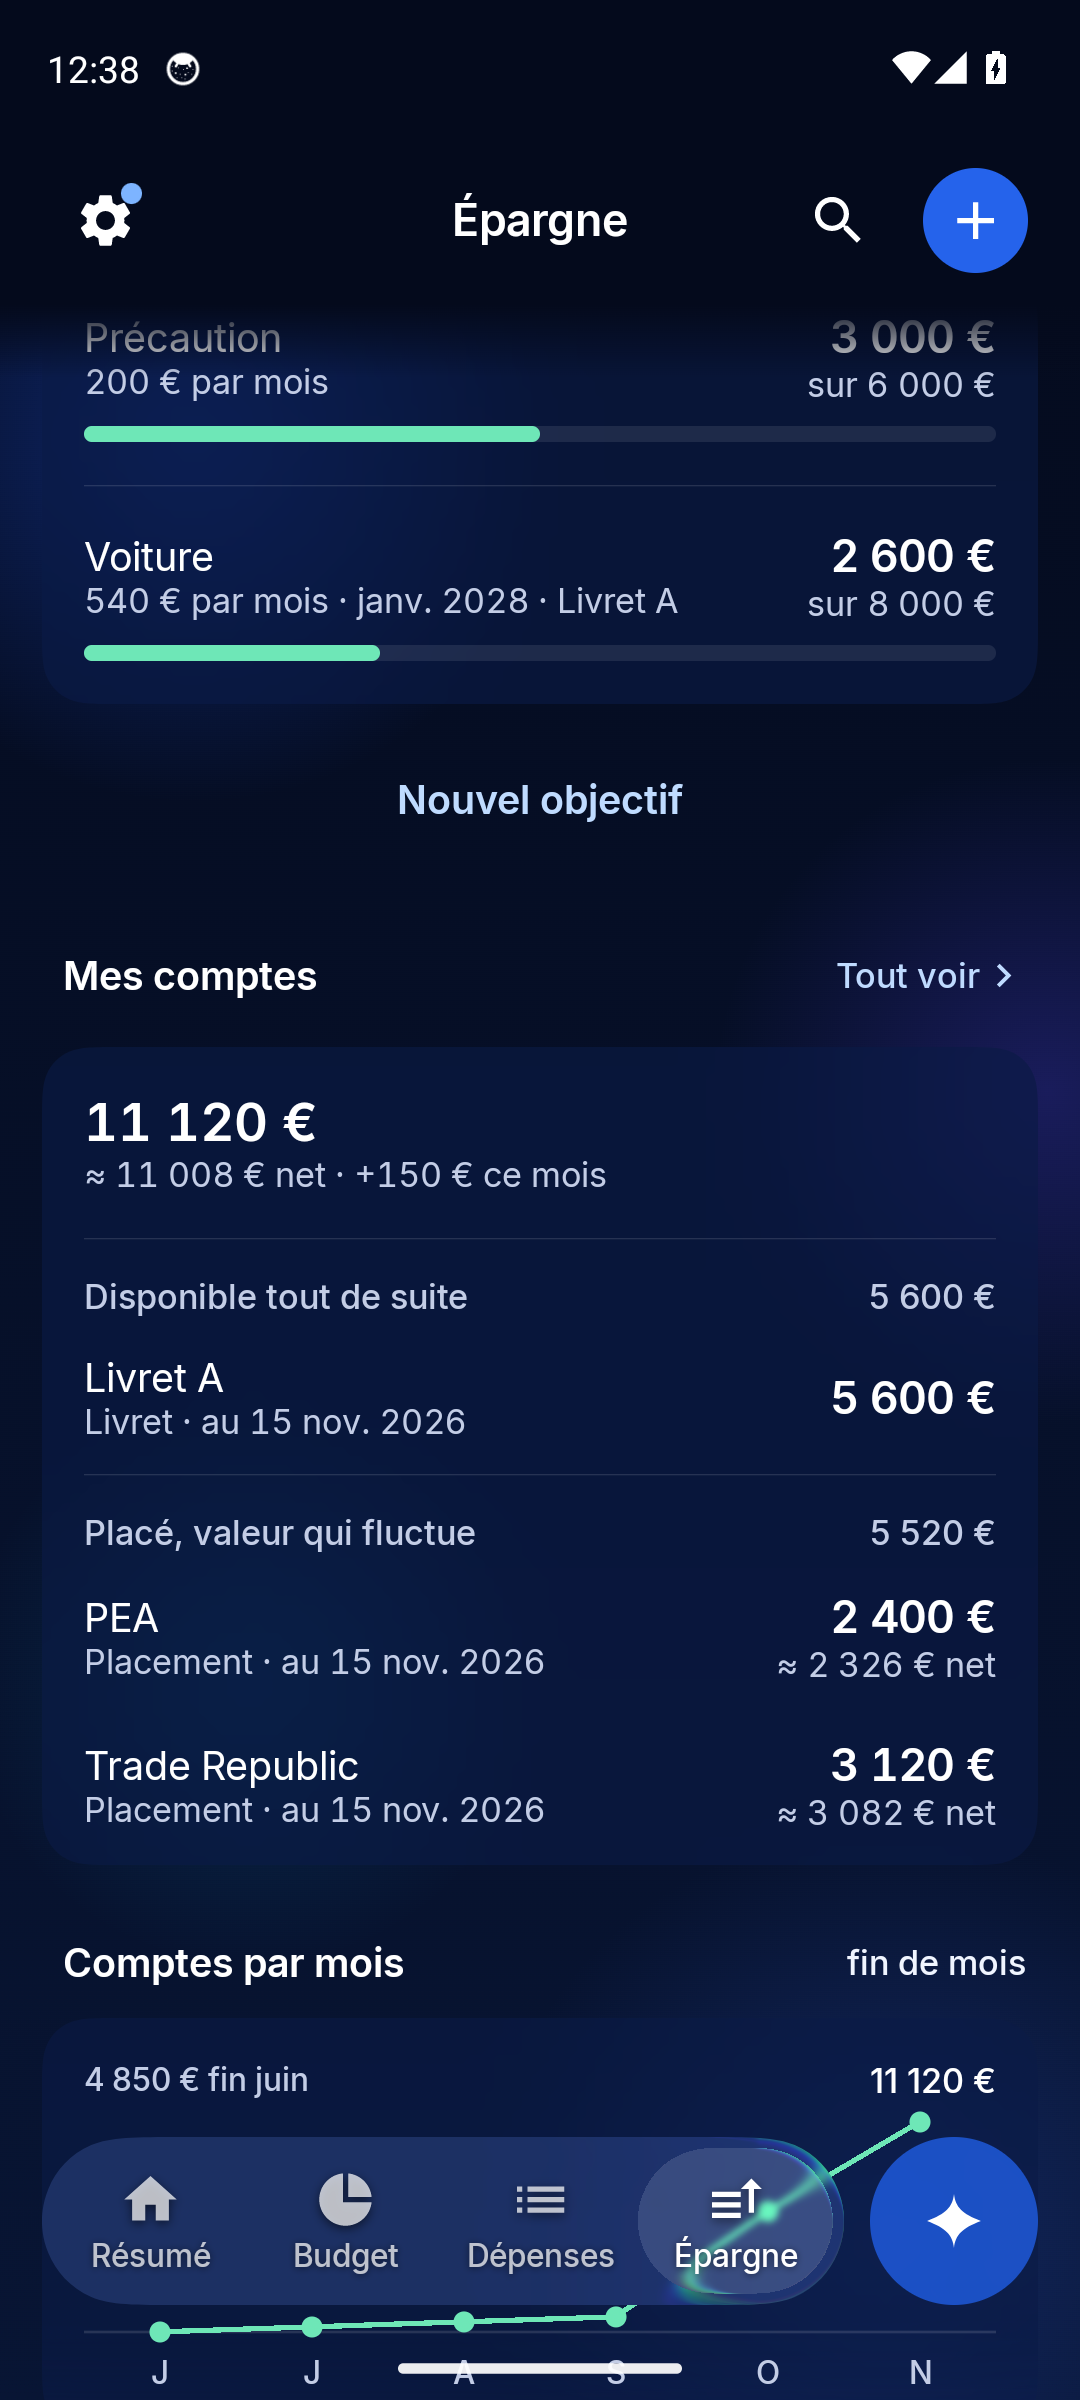 12:38
Épargne
Précaution
3 000 €
200 € par mois
sur 6 000 €
Voiture
2 600 €
540 € par mois · janv. 2028 · Livret A
sur 8 000 €
Nouvel objectif
Mes comptes
Tout voir
11 120 €
≈ 11 008 € net · +150 € ce mois
Disponible tout de suite
5 600 €
Livret A
5 600 €
Livret · au 15 nov. 2026
Placé, valeur qui fluctue
5 520 €
PEA
2 400 €
Placement · au 15 nov. 2026
≈ 2 326 € net
Trade Republic
3 120 €
Placement · au 15 nov. 2026
≈ 3 082 € net
Comptes par mois
fin de mois
4 850 € fin juin
11 120 €
Résumé
Budget
Dépenses
Épargne
J
J
A
S
O
N